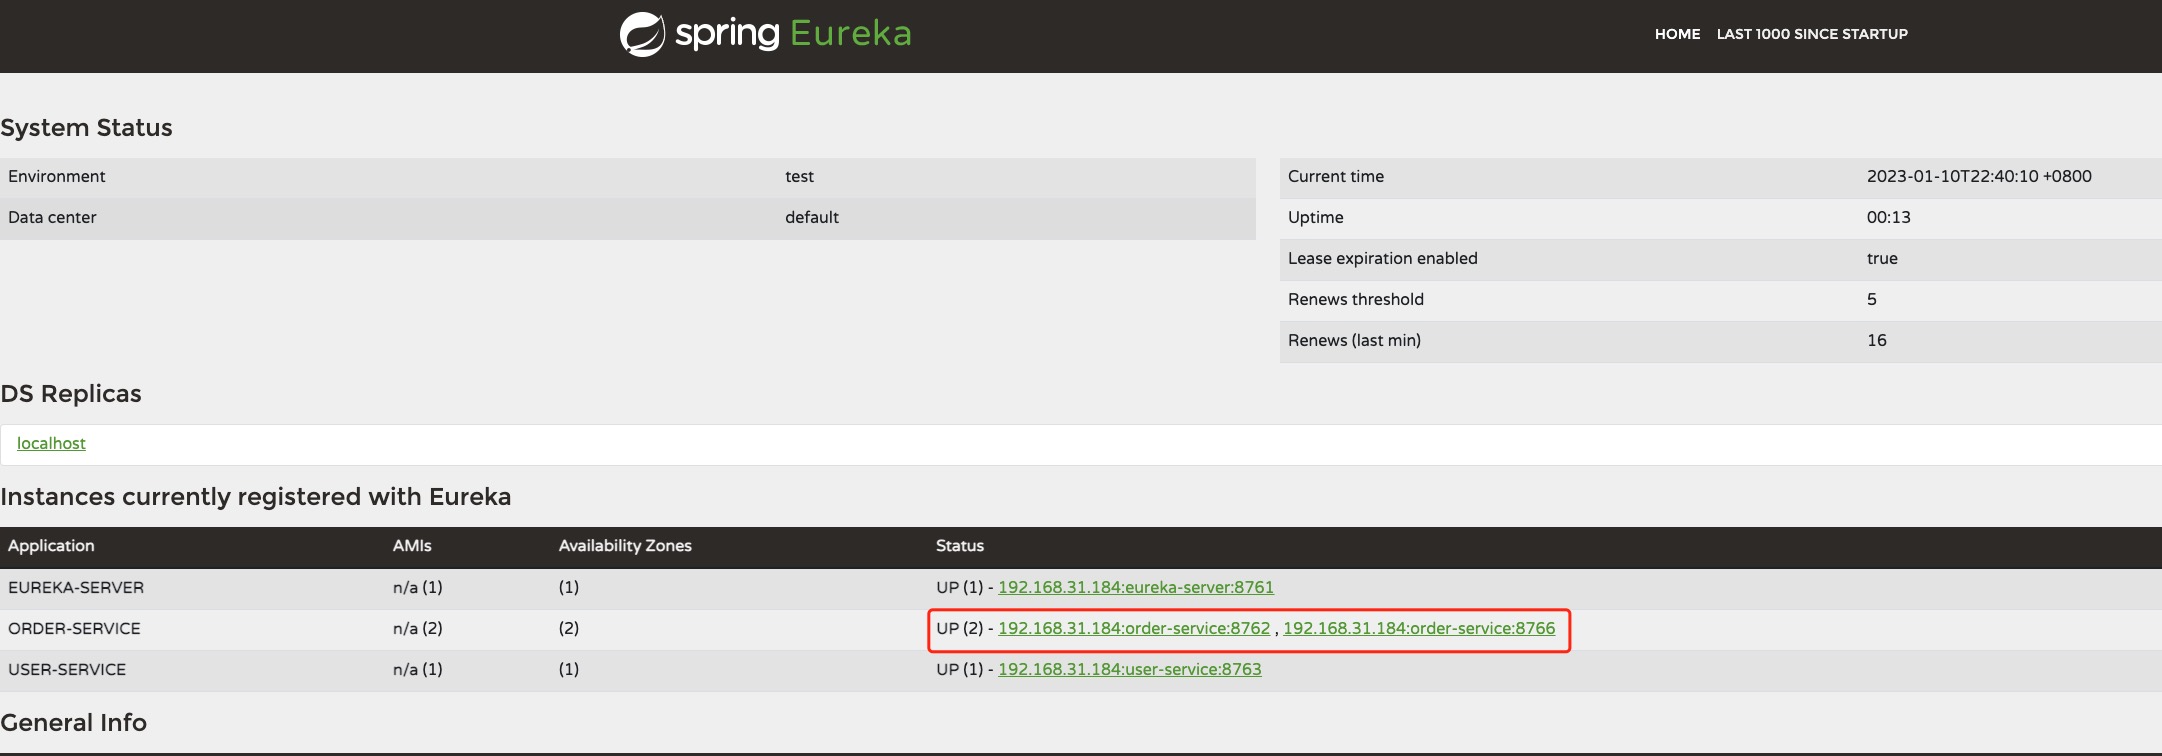 spring Eureka
HOME LAST 1000 SINCE STARTUP
System Status
Environment test
Data center default
Current time 2023-01-10T22:40:10 +0800
Uptime 00:13
Lease expiration enabled true
Renews threshold 5
Renews (last min) 16
DS Replicas
localhost
Instances currently registered with Eureka
Application AMIs Availability Zones Status
EUREKA-SERVER n/a (1) (1) UP (1) - 192.168.31.184:eureka-server:8761
ORDER-SERVICE n/a (2) (2) UP (2) - 192.168.31.184:order-service:8762 , 192.168.31.184:order-service:8766
USER-SERVICE n/a (1) (1) UP (1) - 192.168.31.184:user-service:8763
General Info